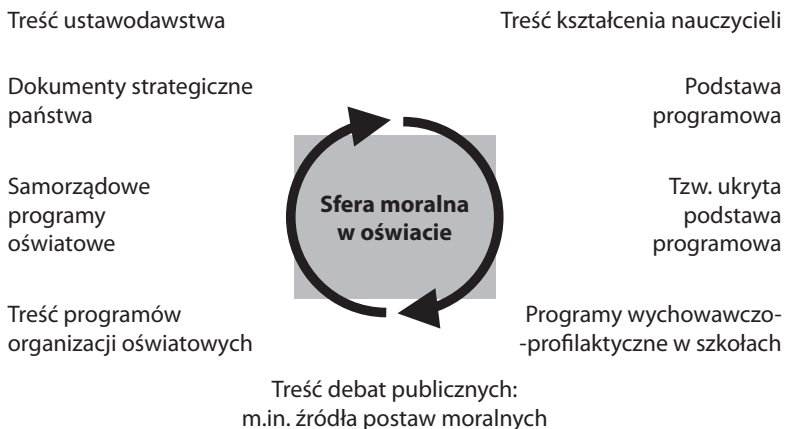 Treść ustawodawstwa
Treść kształcenia nauczycieli
Dokumenty strategiczne
państwa
Podstawa
programowa
Samorządowe
programy
oświatowe
Sfera moralna
w oświacie
Tzw. ukryta
podstawa
programowa
Treść programów
organizacji oświatowych
Programy wychowawczo-
-profilaktyczne w szkołach
Treść debat publicznych:
m.in. źródła postaw moralnych